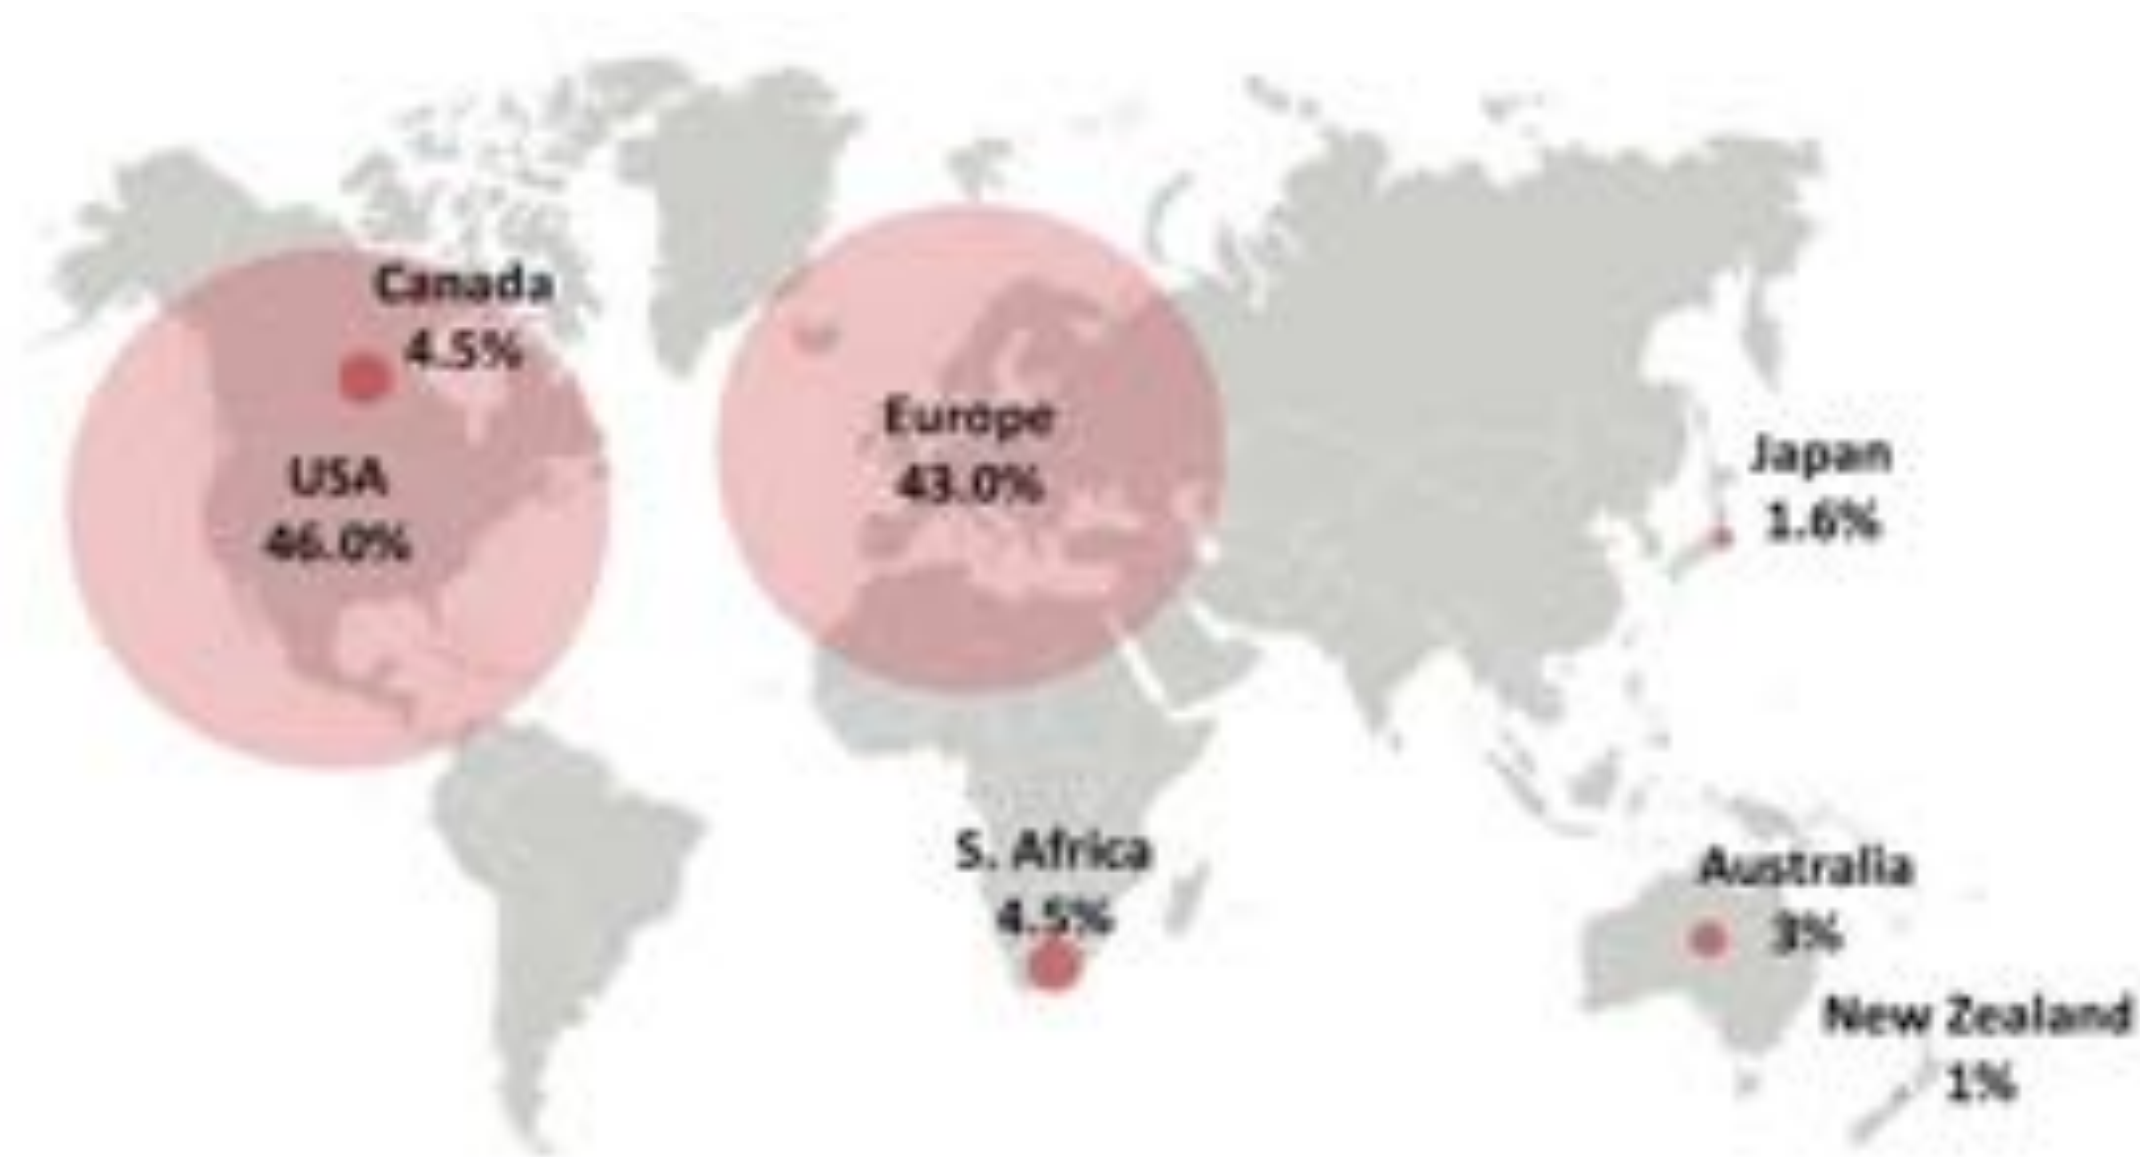 Canada
4.5%
USA
46.0%
Europe
43.0%
Japan
1.6%
S. Africa
4.5%
Australia
3%
New Zealand
1%